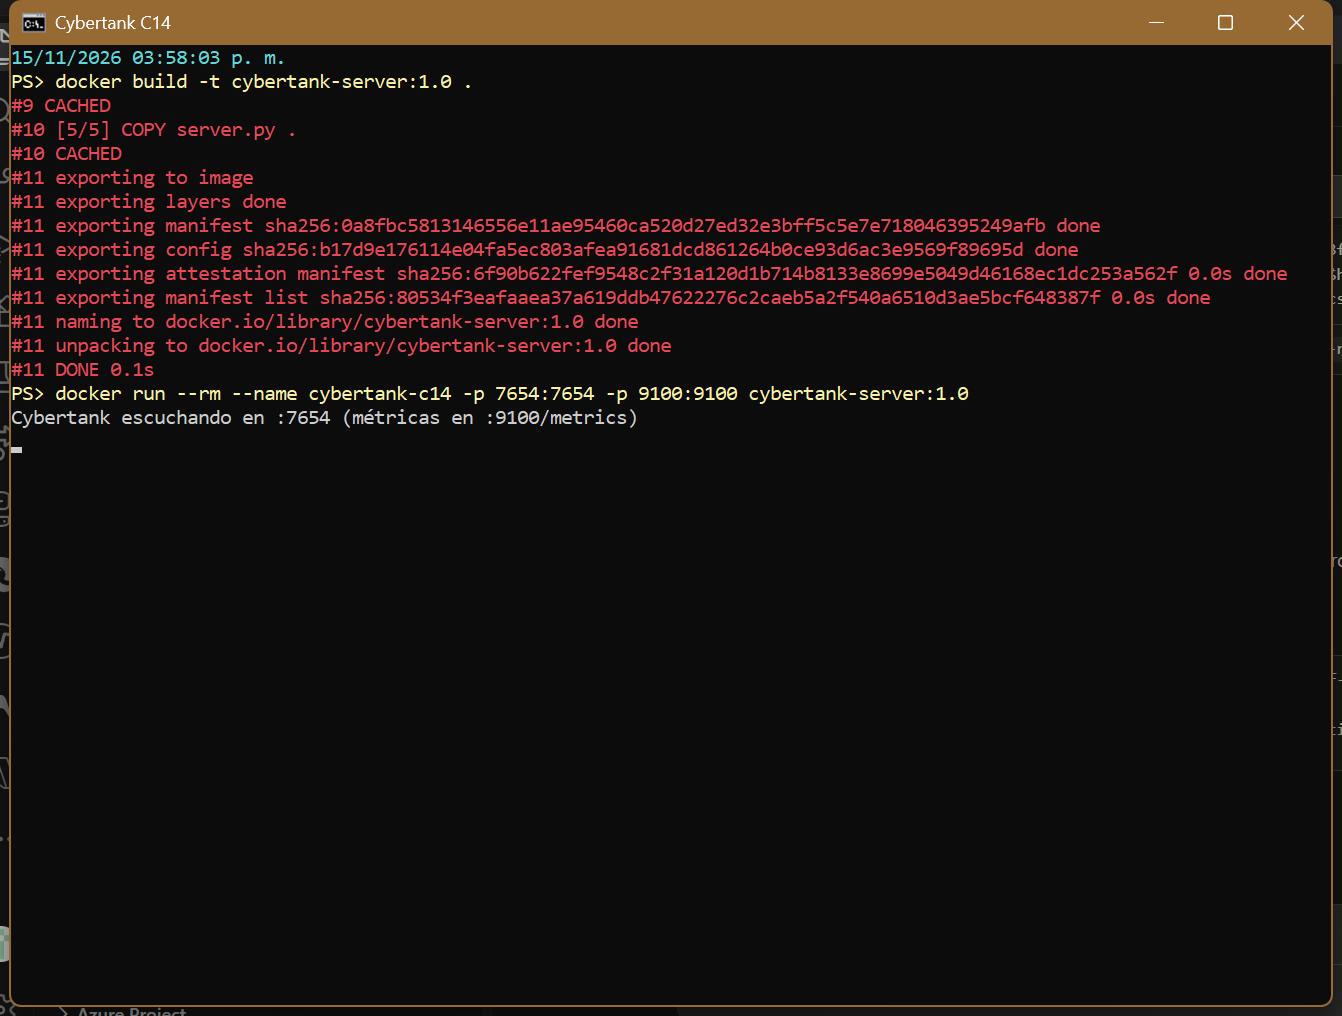 Cybertank C14
15/11/2026 03:58:03 p. m.
PS> docker build -t cybertank-server:1.0 .
#9 CACHED
#10 [5/5] COPY server.py .
#10 CACHED
#11 exporting to image
#11 exporting layers done
#11 exporting manifest sha256:0a8fbc5813146556e11ae95460ca520d27ed32e3bff5c5e7e718046395249afb done
#11 exporting config sha256:b17d9e176114e04fa5ec803afea91681dcd861264b0ce93d6ac3e9569f89695d done
#11 exporting attestation manifest sha256:6f90b622fef9548c2f31a120d1b714b8133e8699e5049d46168ec1dc253a562f 0.0s done
#11 exporting manifest list sha256:80534f3eafaaea37a619ddb47622276c2caeb5a2f540a6510d3ae5bcf648387f 0.0s done
#11 naming to docker.io/library/cybertank-server:1.0 done
#11 unpacking to docker.io/library/cybertank-server:1.0 done
#11 DONE 0.1s
PS> docker run --rm --name cybertank-c14 -p 7654:7654 -p 9100:9100 cybertank-server:1.0
Cybertank escuchando en :7654 (métricas en :9100/metrics)
Azure Project